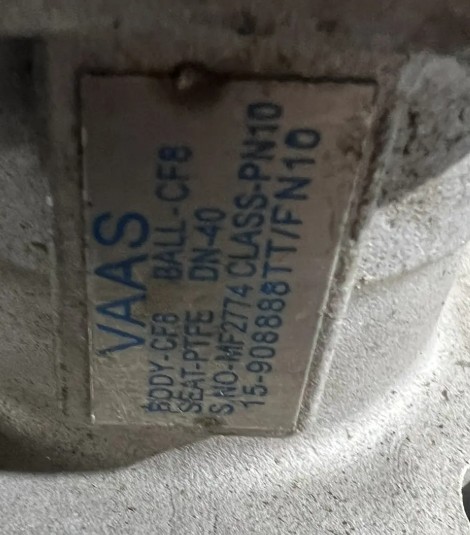 VAAS
BODY-CF8 BALL-CF8
SEAT-PTFE DN-40
S.NO-MF2774 CLASS-PN10
15-908888TT/FN10